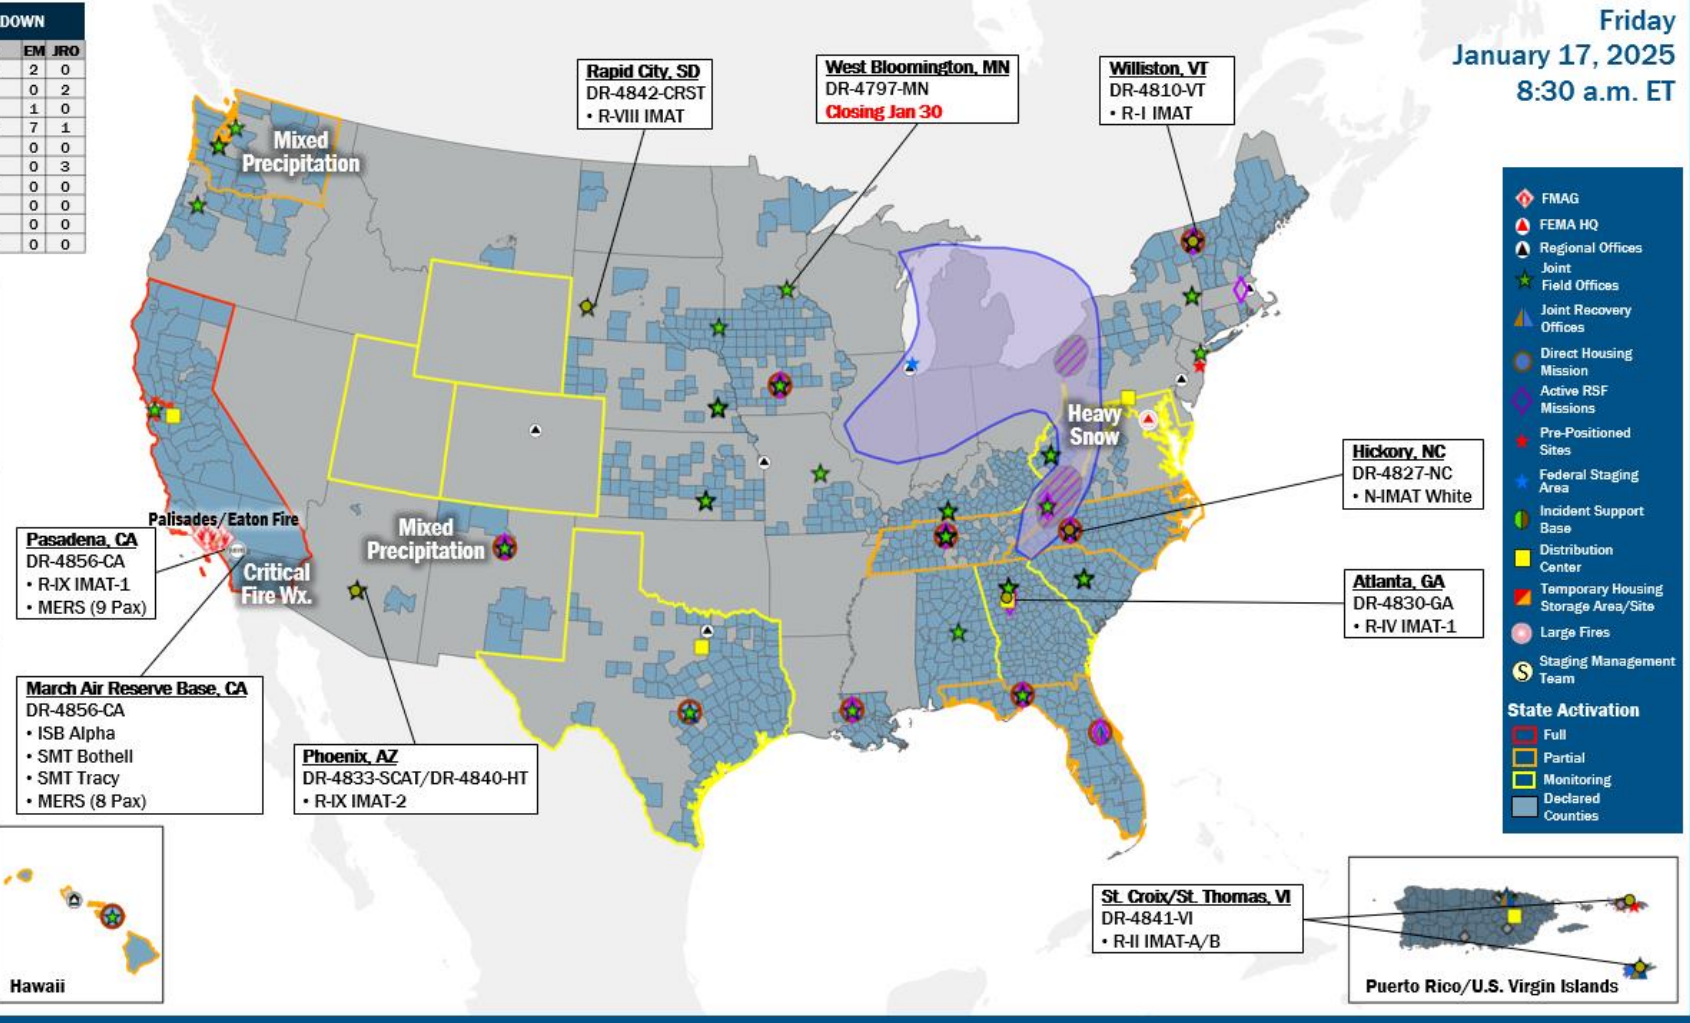 DOWN
EM JRO
2 0
0 2
1 0
7 1
0 0
0 3
0 0
0 0
0 0
0 0
Friday
January 17, 2025
8:30 a.m. ET
Rapid City, SD
DR-4842-CRST
• R-VIII IMAT
West Bloomington, MN
DR-4797-MN
Closing Jan 30
Williston, VT
DR-4810-VT
• R-I IMAT
Mixed
Precipitation
Heavy
Snow
Hickory, NC
DR-4827-NC
• N-IMAT White
Palisades/Eaton Fire
Mixed
Precipitation
Critical
Fire Wx.
Pasadena, CA
DR-4856-CA
• R-IX IMAT-1
• MERS (9 Pax)
Atlanta, GA
DR-4830-GA
• R-IV IMAT-1
March Air Reserve Base, CA
DR-4856-CA
• ISB Alpha
• SMT Bothell
• SMT Tracy
• MERS (8 Pax)
Phoenix, AZ
DR-4833-SCAT/DR-4840-HT
• R-IX IMAT-2
St. Croix/St. Thomas, VI
DR-4841-VI
• R-II IMAT-A/B
Hawaii
Puerto Rico/U.S. Virgin Islands
FMAG
FEMA HQ
Regional Offices
Joint
Field Offices
Joint Recovery
Offices
Direct Housing
Mission
Active RSF
Missions
Pre-Positioned
Sites
Federal Staging
Area
Incident Support
Base
Distribution
Center
Temporary Housing
Storage Area/Site
Large Fires
S
Staging Management
Team
State Activation
Full
Partial
Monitoring
Declared
Counties